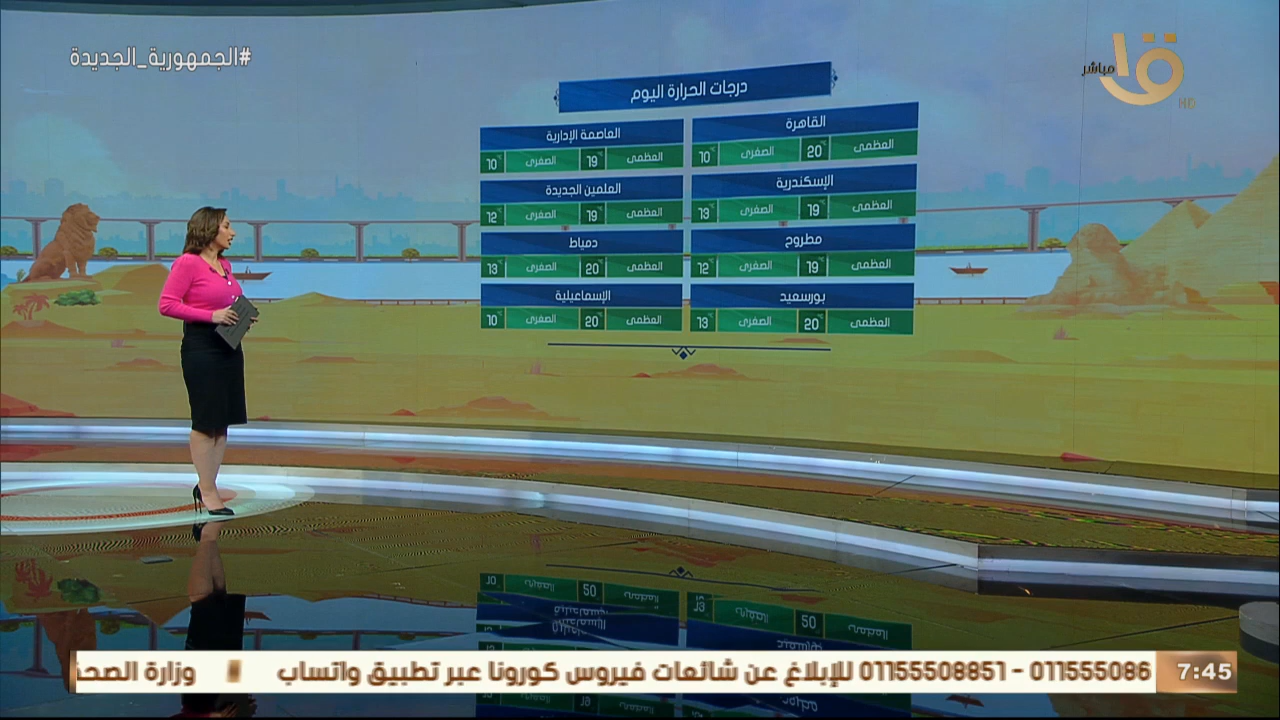 #الجمهورية_الجديدة
مباشر
HD
درجات الحرارة اليوم
القاهرة
العظمى 20° الصغرى 10°
العاصمة الإدارية
العظمى 19° الصغرى 10°
الإسكندرية
العظمى 19° الصغرى 13°
العلمين الجديدة
العظمى 19° الصغرى 12°
مطروح
العظمى 19° الصغرى 12°
دمياط
العظمى 20° الصغرى 13°
بورسعيد
العظمى 20° الصغرى 13°
الإسماعيلية
العظمى 20° الصغرى 10°
7:45
011555086 - 01155508851 للإبلاغ عن شائعات فيروس كورونا عبر تطبيق واتساب وزارة الصح